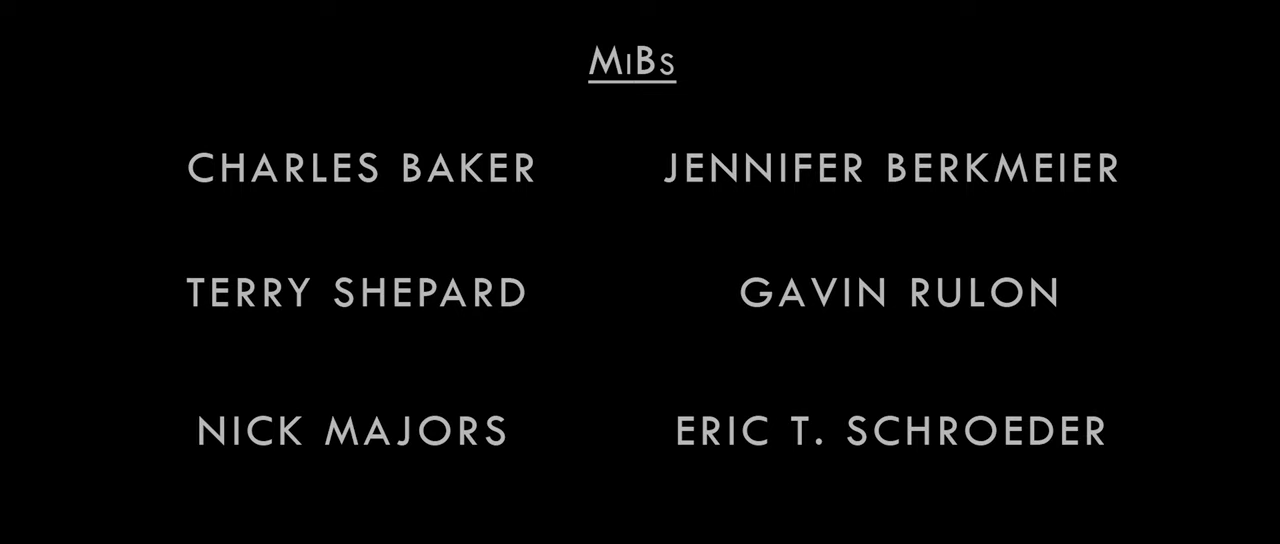 MIBS
CHARLES BAKER JENNIFER BERKMEIER
TERRY SHEPARD GAVIN RULON
NICK MAJORS ERIC T. SCHROEDER